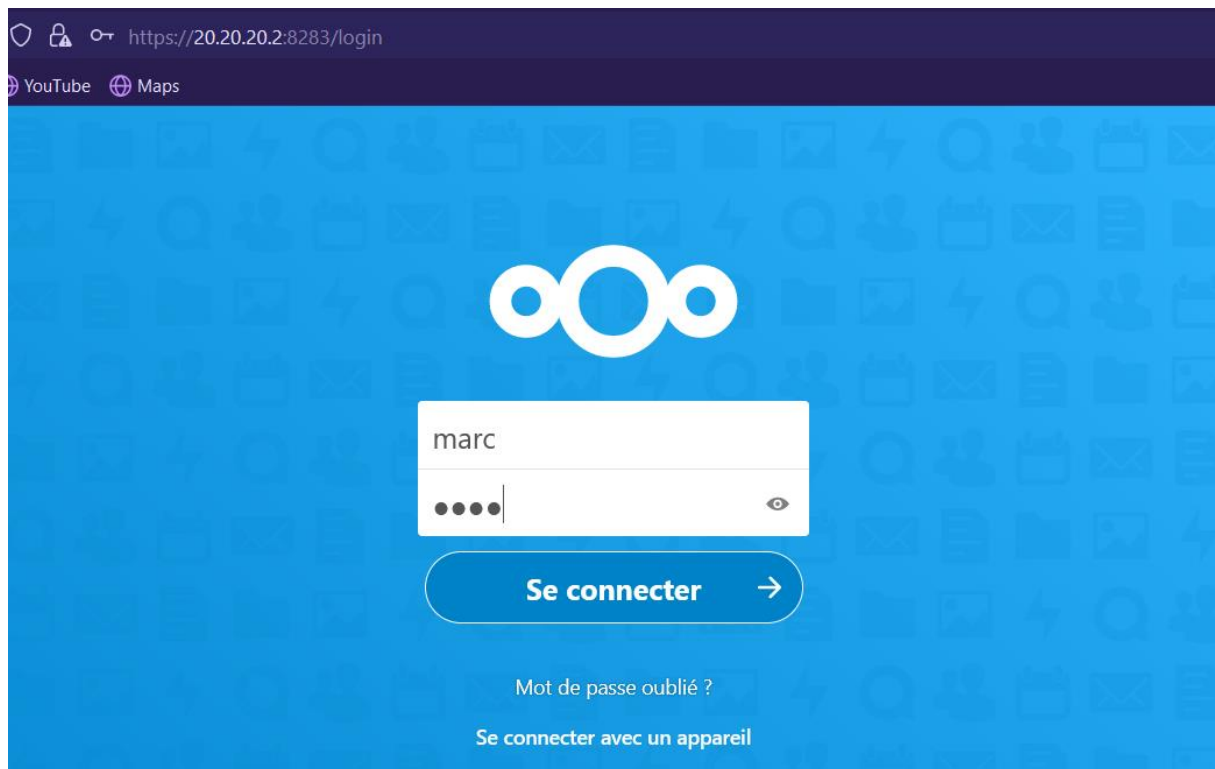 https://20.20.20.2:8283/login
YouTube Maps
marc
••••
Se connecter
Mot de passe oublié ?
Se connecter avec un appareil